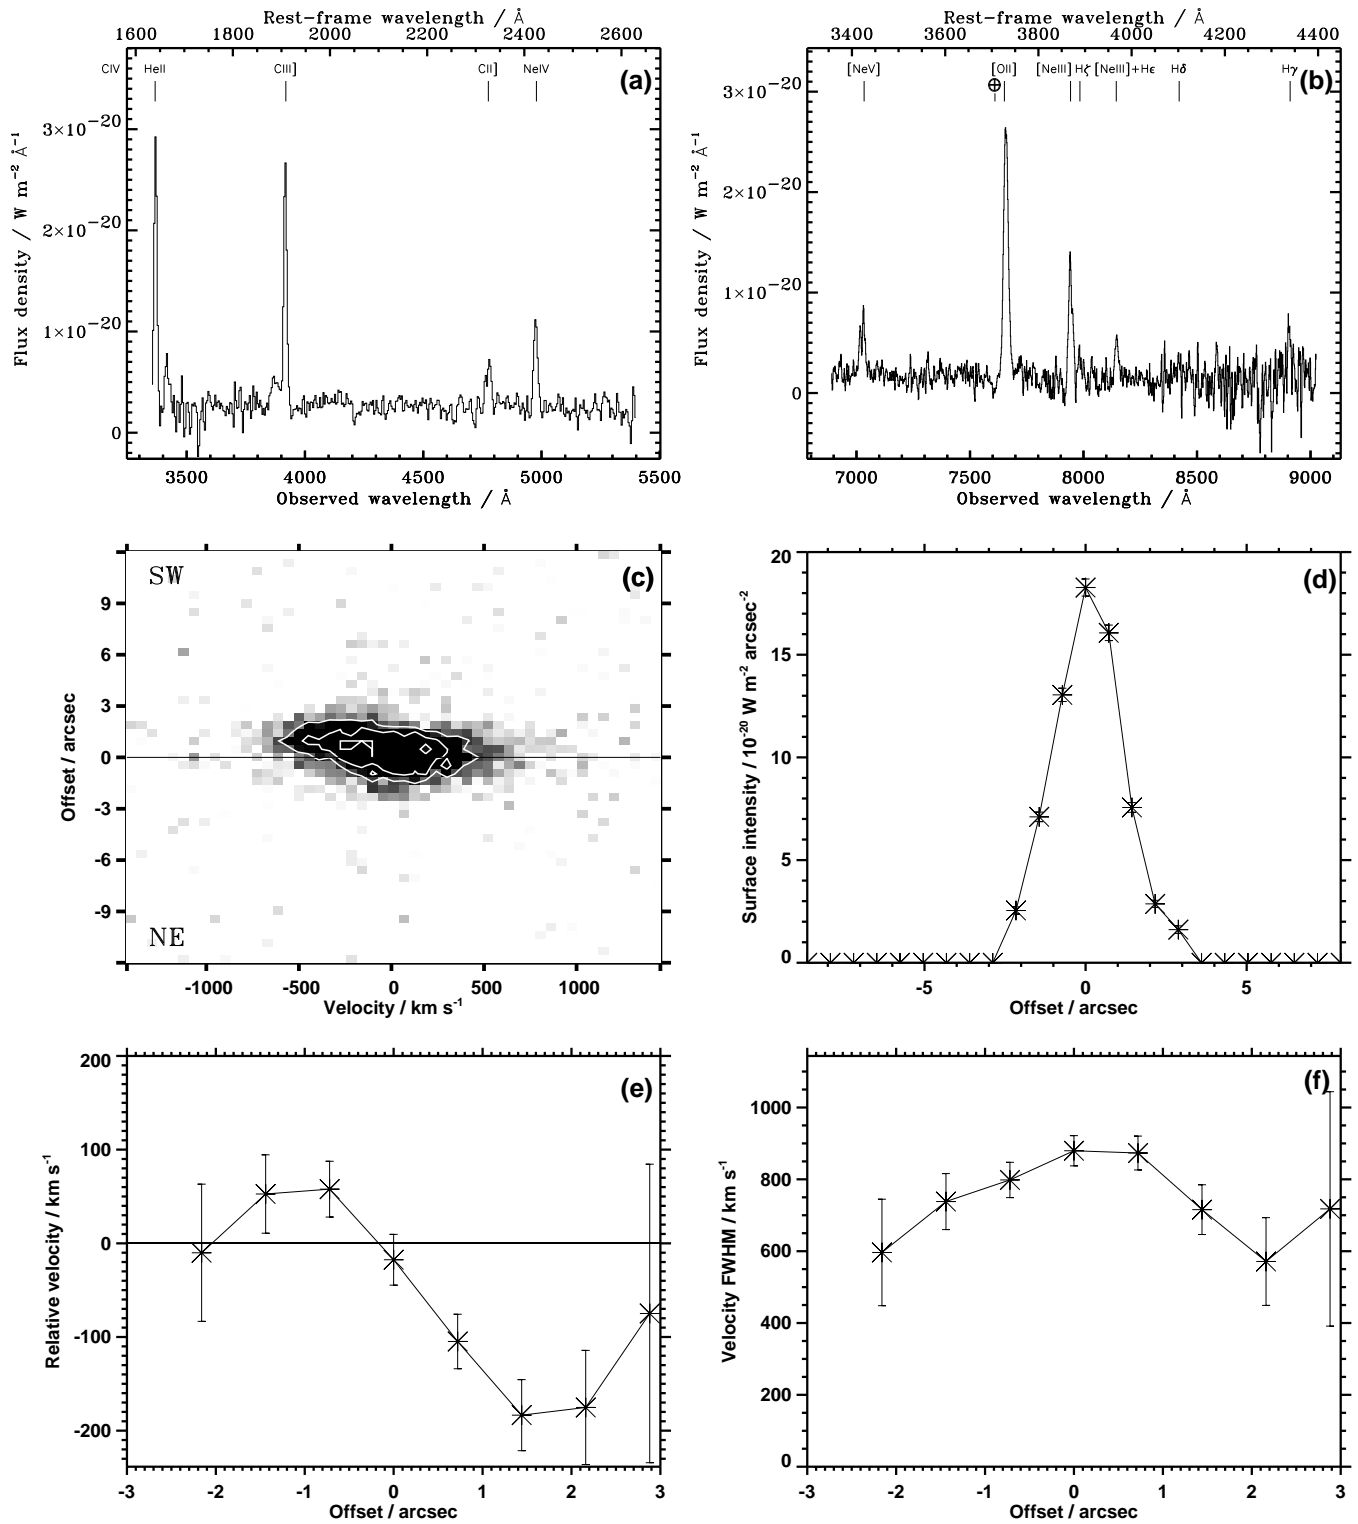 Rest-frame wavelength / Å
1600 1800 2000 2200 2400 2600
CIV HeII CIII] CII] NeIV (a)
3×10−20
2×10−20
1×10−20
0
Flux density / W m−2 Å−1
3500 4000 4500 5000 5500
Observed wavelength / Å
Rest-frame wavelength / Å
3400 3600 3800 4000 4200 4400
[NeV] [OII] [NeIII] Hζ [NeIII]+Hε Hδ Hγ (b)
⊕
3×10−20
2×10−20
1×10−20
0
Flux density / W m−2 Å−1
7000 7500 8000 8500 9000
Observed wavelength / Å
SW (c)
9
6
3
0
-3
-6
-9
NE
Offset / arcsec
-1000 -500 0 500 1000
Velocity / km s-1
(d)
20
15
10
5
0
Surface intensity / 10-20 W m-2 arcsec-2
-5 0 5
Offset / arcsec
(e)
200
100
0
-100
-200
Relative velocity / km s-1
-3 -2 -1 0 1 2 3
Offset / arcsec
(f)
1000
800
600
400
200
0
Velocity FWHM / km s-1
-3 -2 -1 0 1 2 3
Offset / arcsec